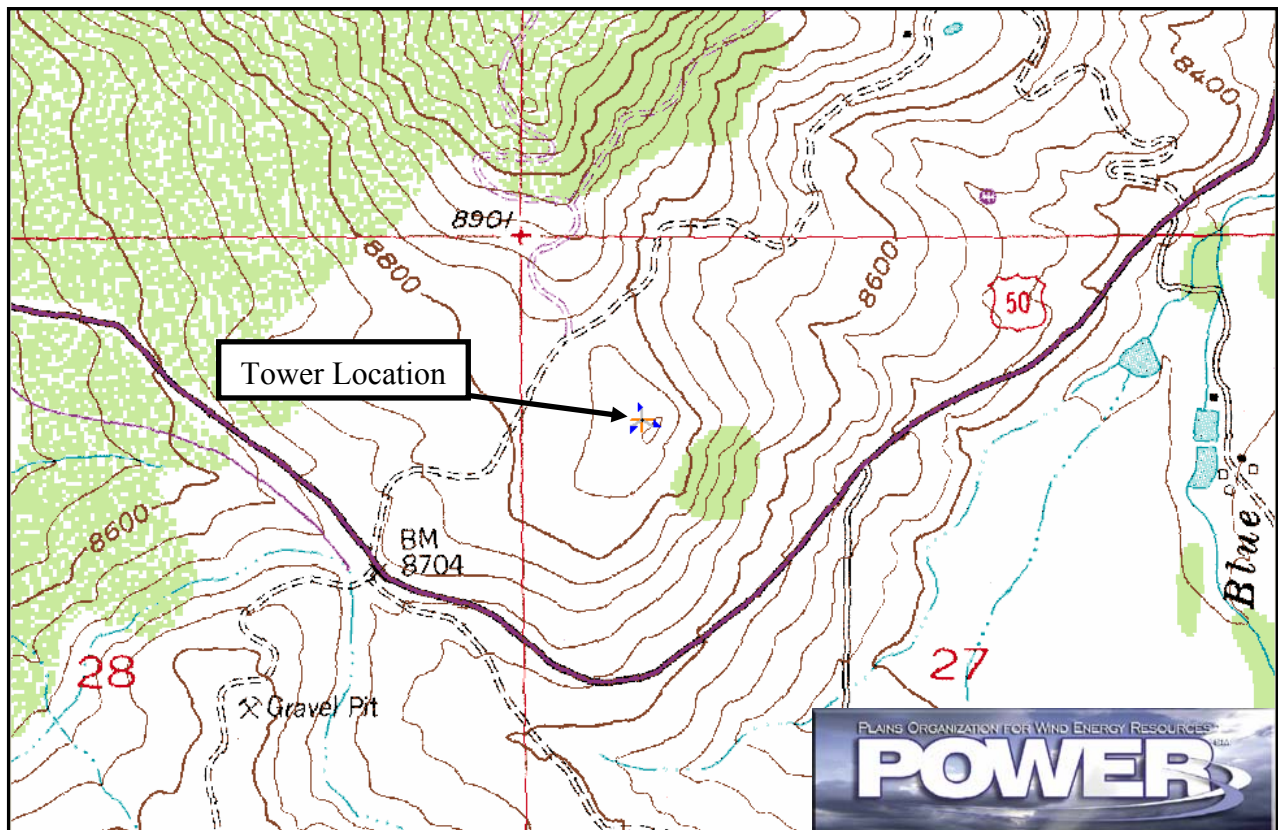 8400
8901
8800
8600
50
Tower Location
8600
BM
8704
Blue
28
27
Gravel Pit
PLAINS ORGANIZATION FOR WIND ENERGY RESOURCES
POWER
SM